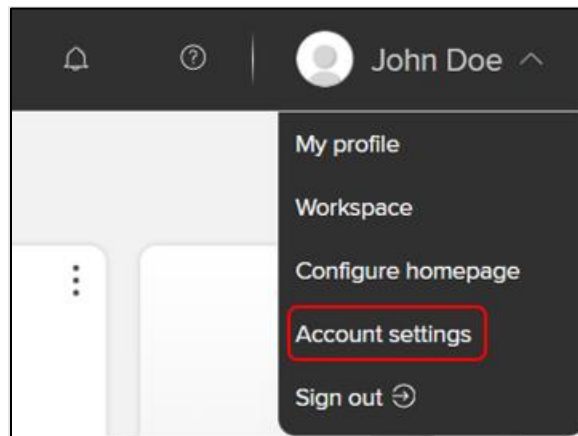 John Doe
My profile
Workspace
Configure homepage
Account settings
Sign out